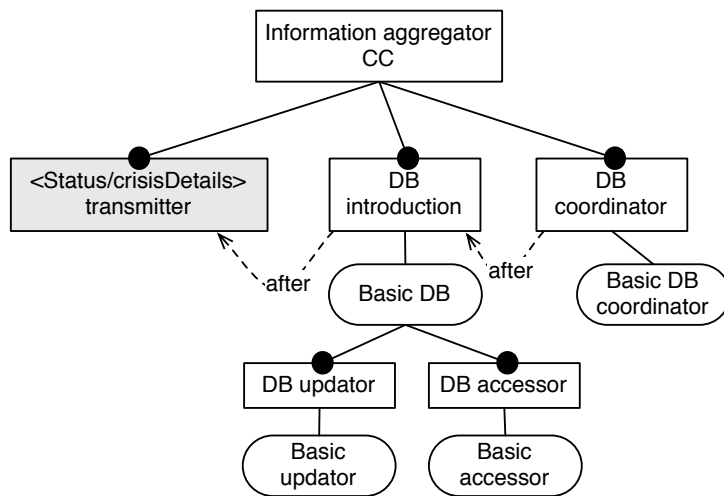 Information aggregator
CC
<Status/crisisDetails>
transmitter
DB
introduction
DB
coordinator
after
after
Basic DB
Basic DB
coordinator
DB updator
DB accessor
Basic
updator
Basic
accessor